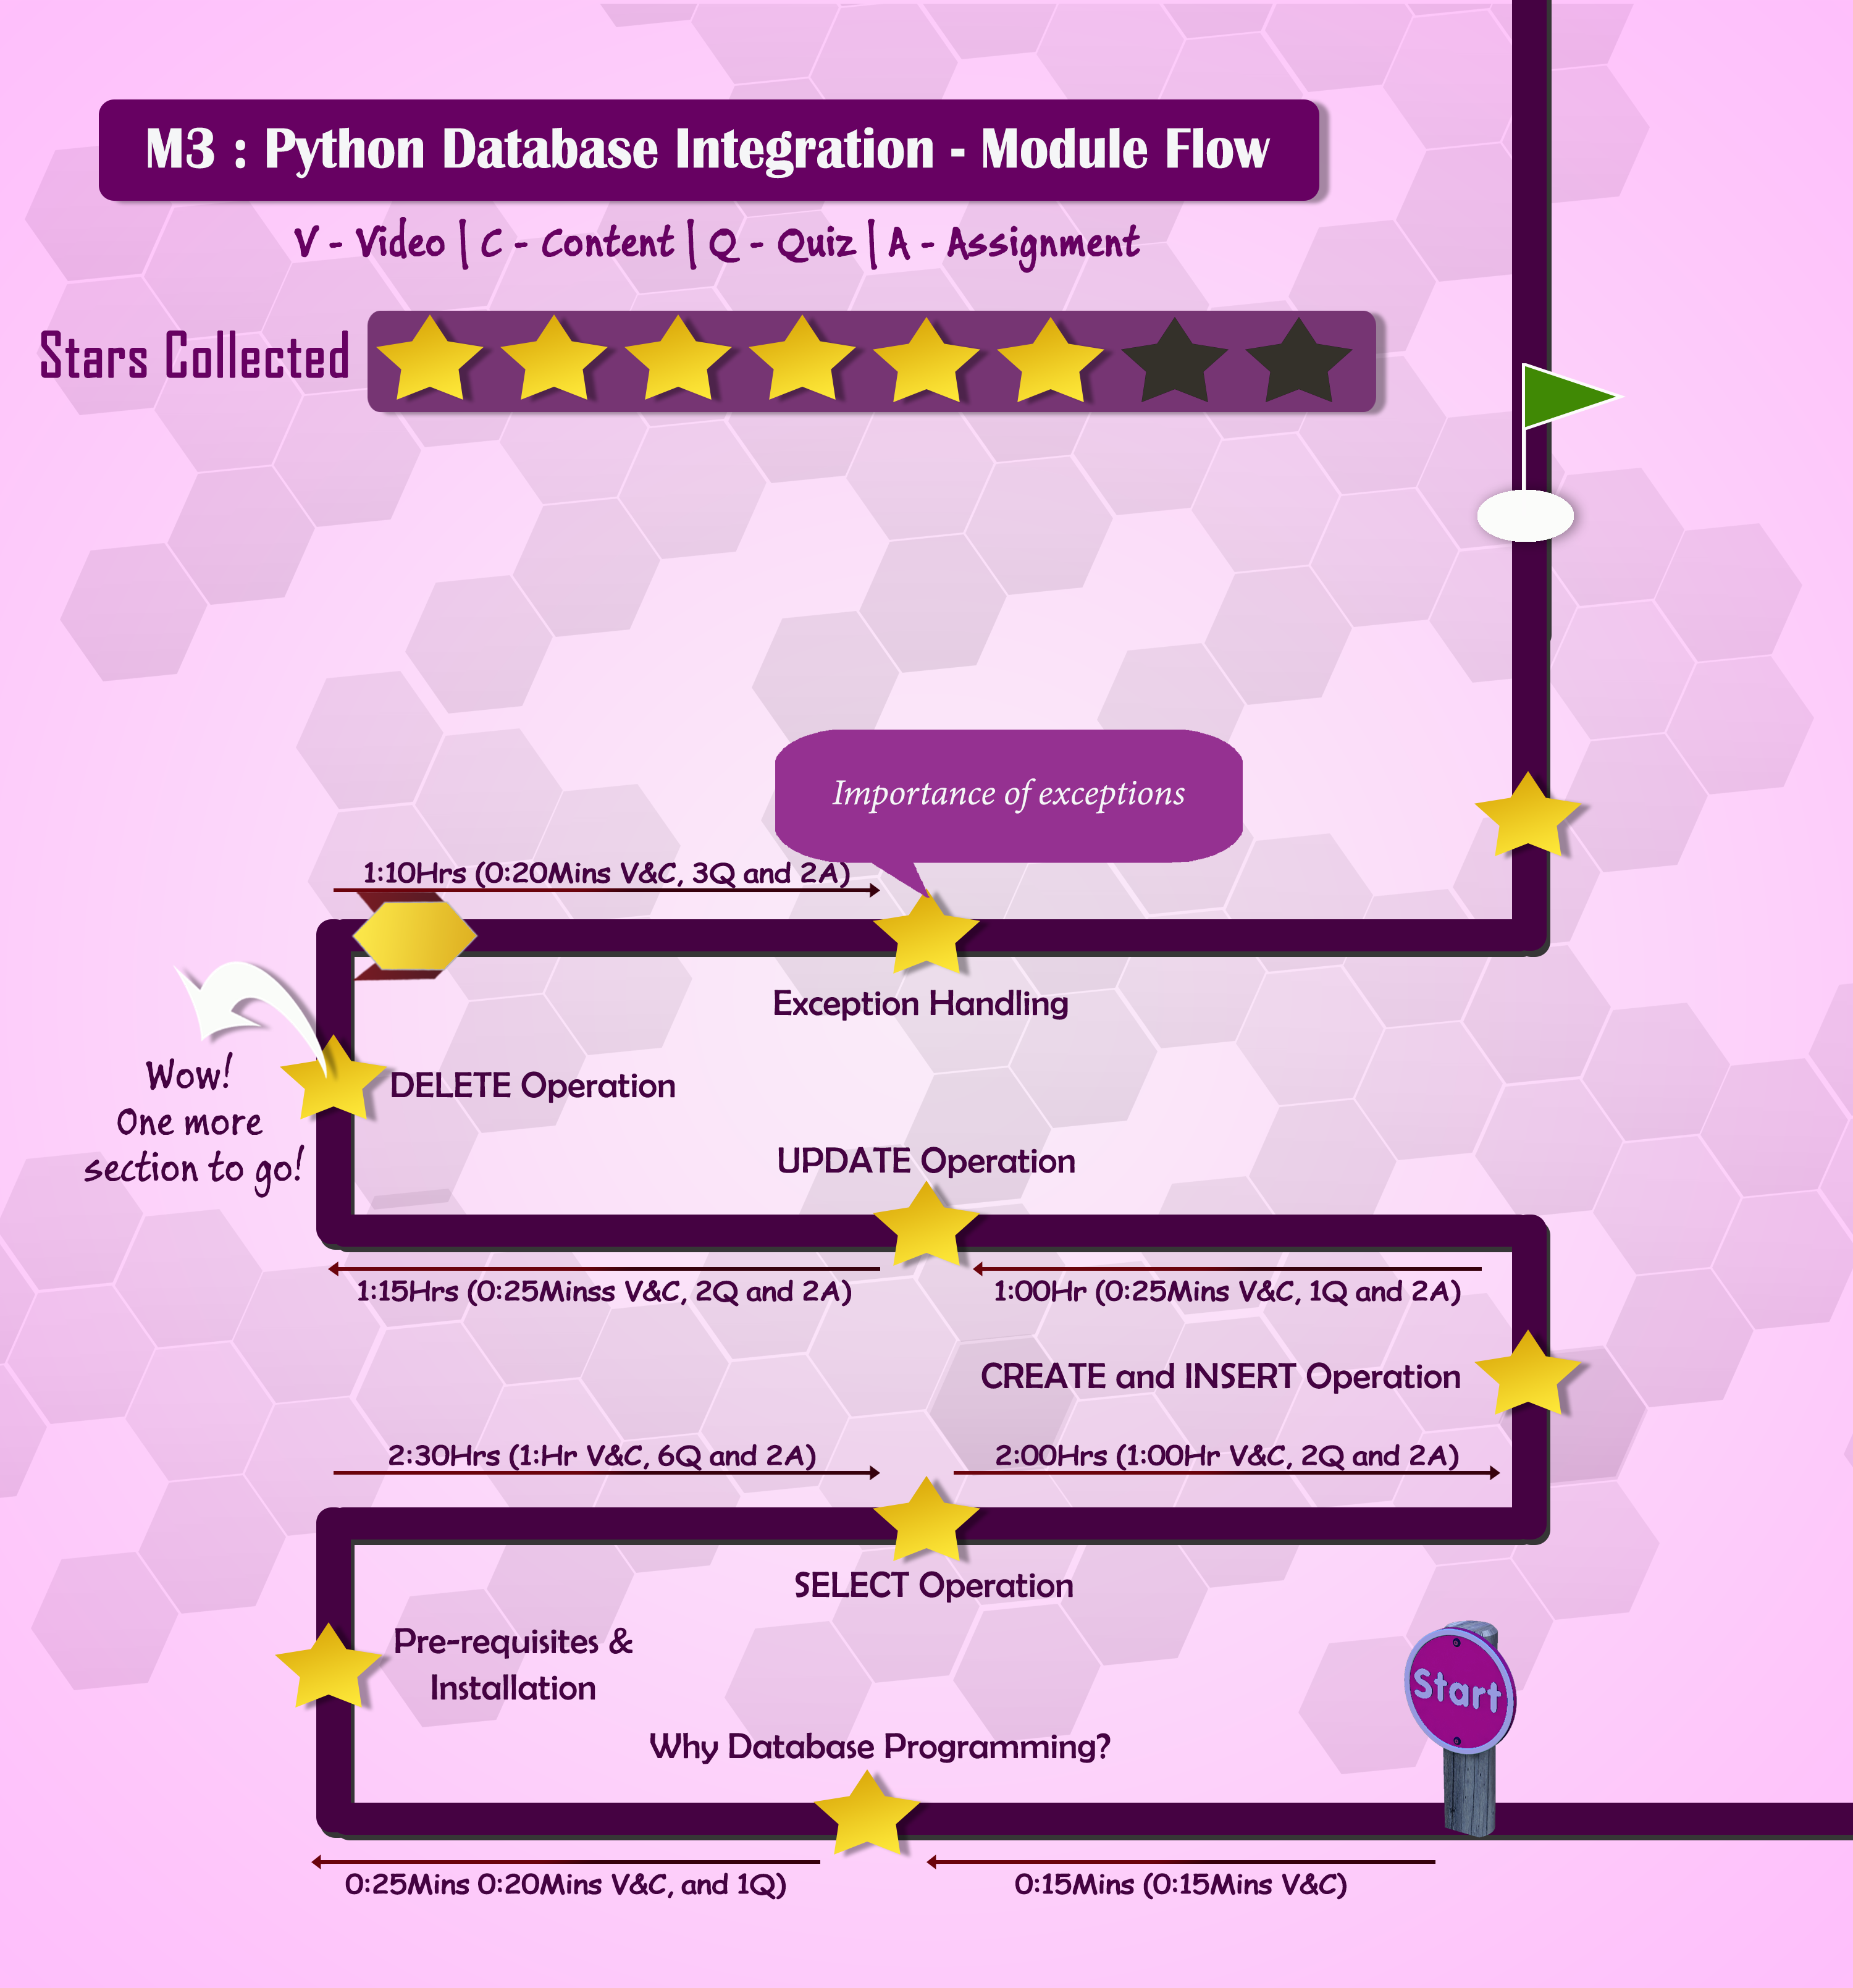 M3 : Python Database Integration - Module Flow
V - Video | C - Content | Q - Quiz | A - Assignment
Stars Collected
Importance of exceptions
1:10Hrs (0:20Mins V&C, 3Q and 2A)
Exception Handling
Wow!
One more
section to go!
DELETE Operation
UPDATE Operation
1:15Hrs (0:25Minss V&C, 2Q and 2A)
1:00Hr (0:25Mins V&C, 1Q and 2A)
CREATE and INSERT Operation
2:30Hrs (1:Hr V&C, 6Q and 2A)
2:00Hrs (1:00Hr V&C, 2Q and 2A)
SELECT Operation
Pre-requisites &
Installation
Start
Why Database Programming?
0:25Mins 0:20Mins V&C, and 1Q)
0:15Mins (0:15Mins V&C)